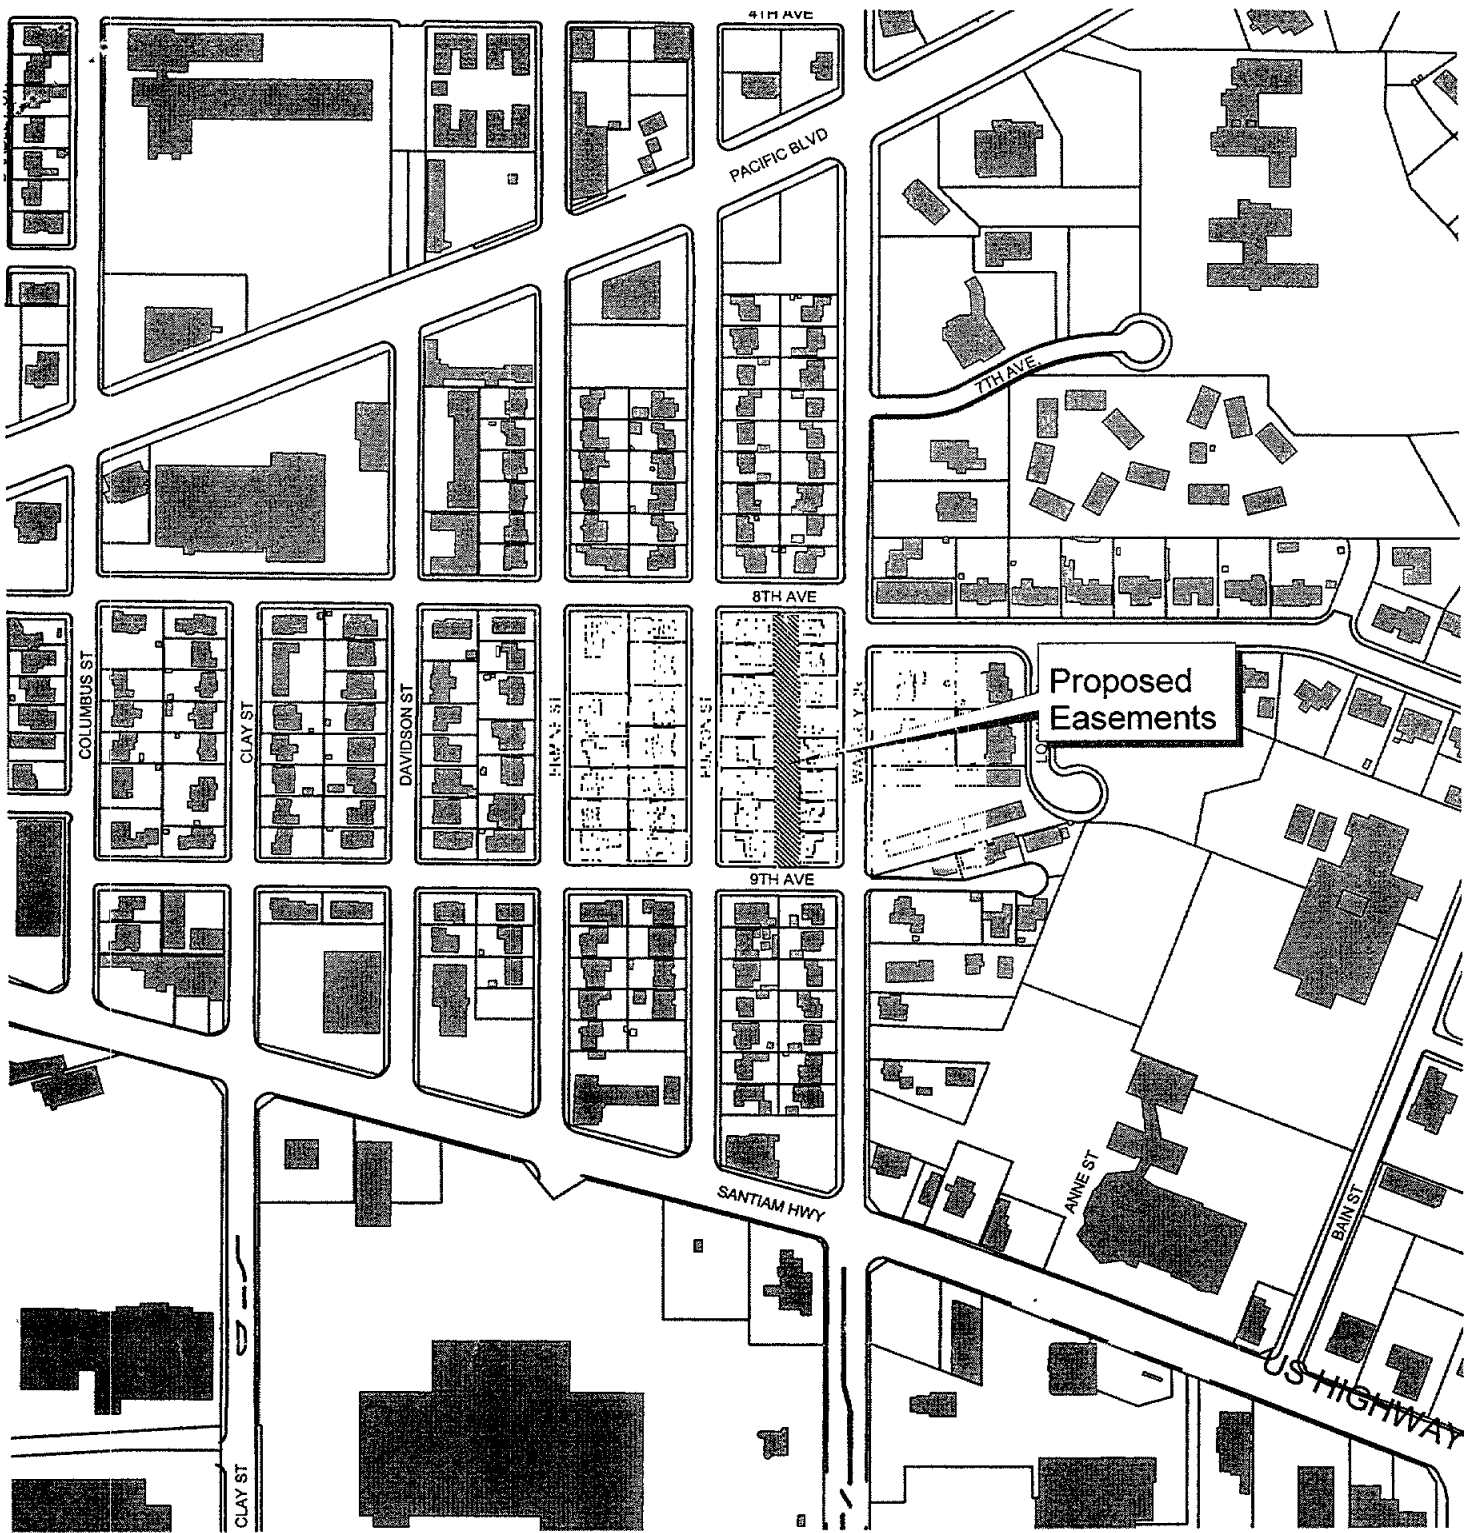 4TH AVE
PACIFIC BLVD
7TH AVE.
8TH AVE
Proposed
Easements
COLUMBUS ST
CLAY ST
DAVIDSON ST
9TH AVE
SANTIAM HWY
ANNE ST
BAIN ST
US HIGHWAY
CLAY ST